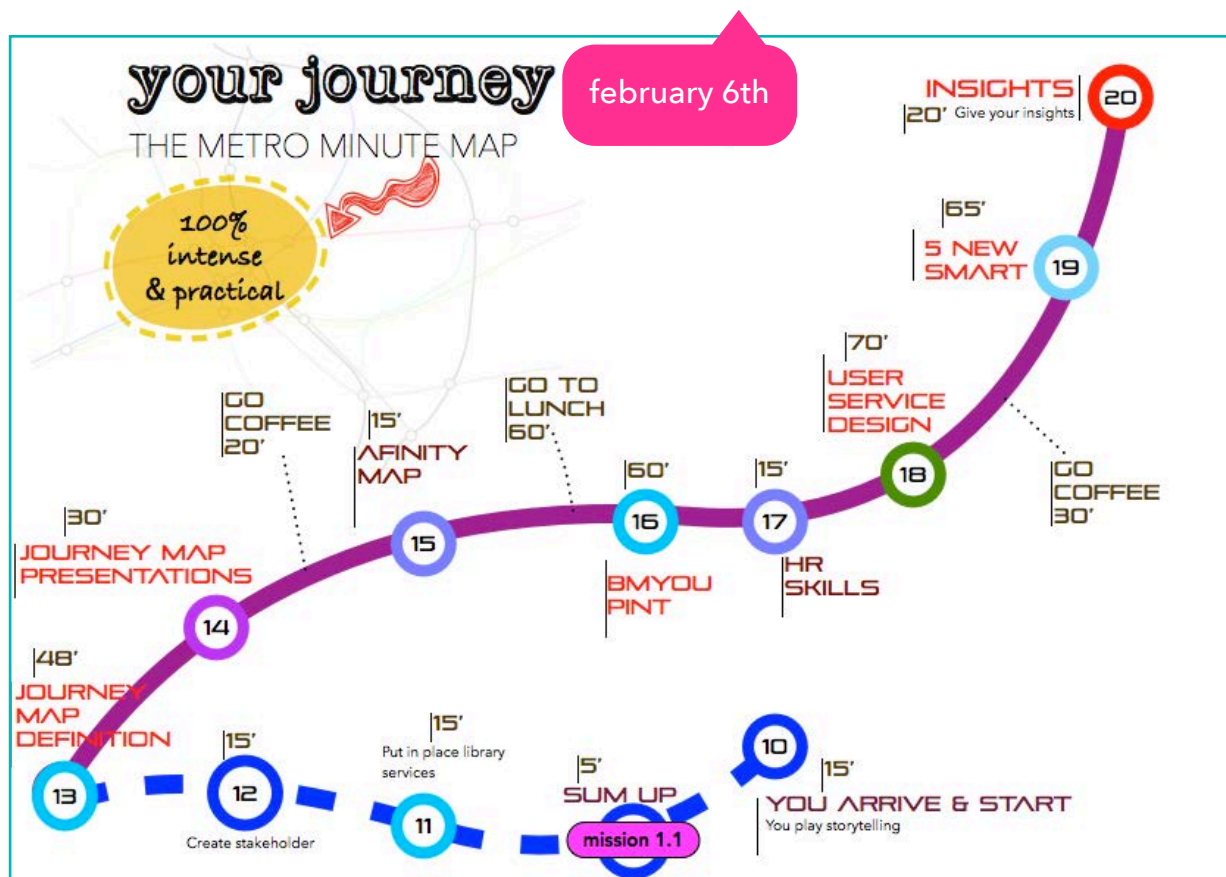 your journey
THE METRO MINUTE MAP
february 6th
100%
intense
& practical
INSIGHTS
20' Give your insights
20
65'
5 NEW
SMART
19
70'
USER
SERVICE
DESIGN
18
GO
COFFEE
30'
GO
COFFEE
20'
15'
AFINITY
MAP
15
GO TO
LUNCH
60'
60'
16
BMYOU
PINT
15'
17
HR
SKILLS
30'
JOURNEY MAP
PRESENTATIONS
14
48'
JOURNEY
MAP
DEFINITION
13
15'
12
Create stakeholder
15'
Put in place library
services
11
5'
SUM UP
mission 1.1
10
15'
YOU ARRIVE & START
You play storytelling